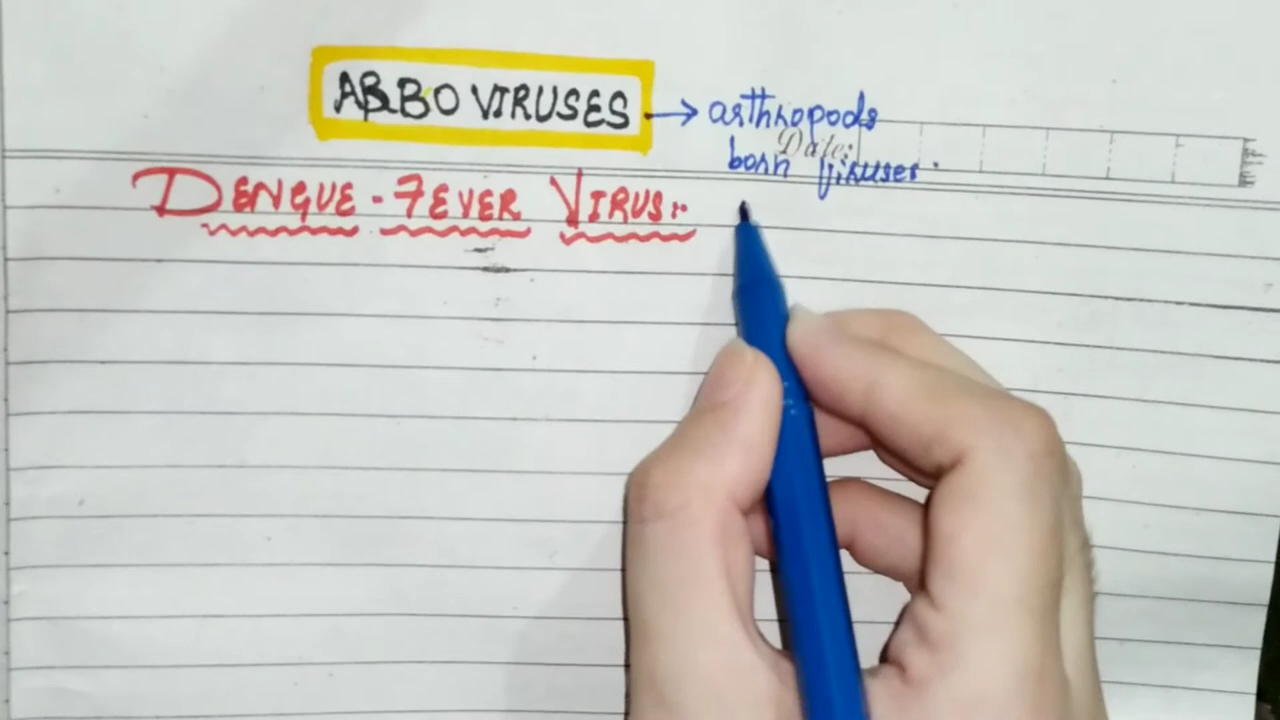 ARBO VIRUSES → arthropods
Date:
born viruses.
DENGUE-FEVER VIRUS:-